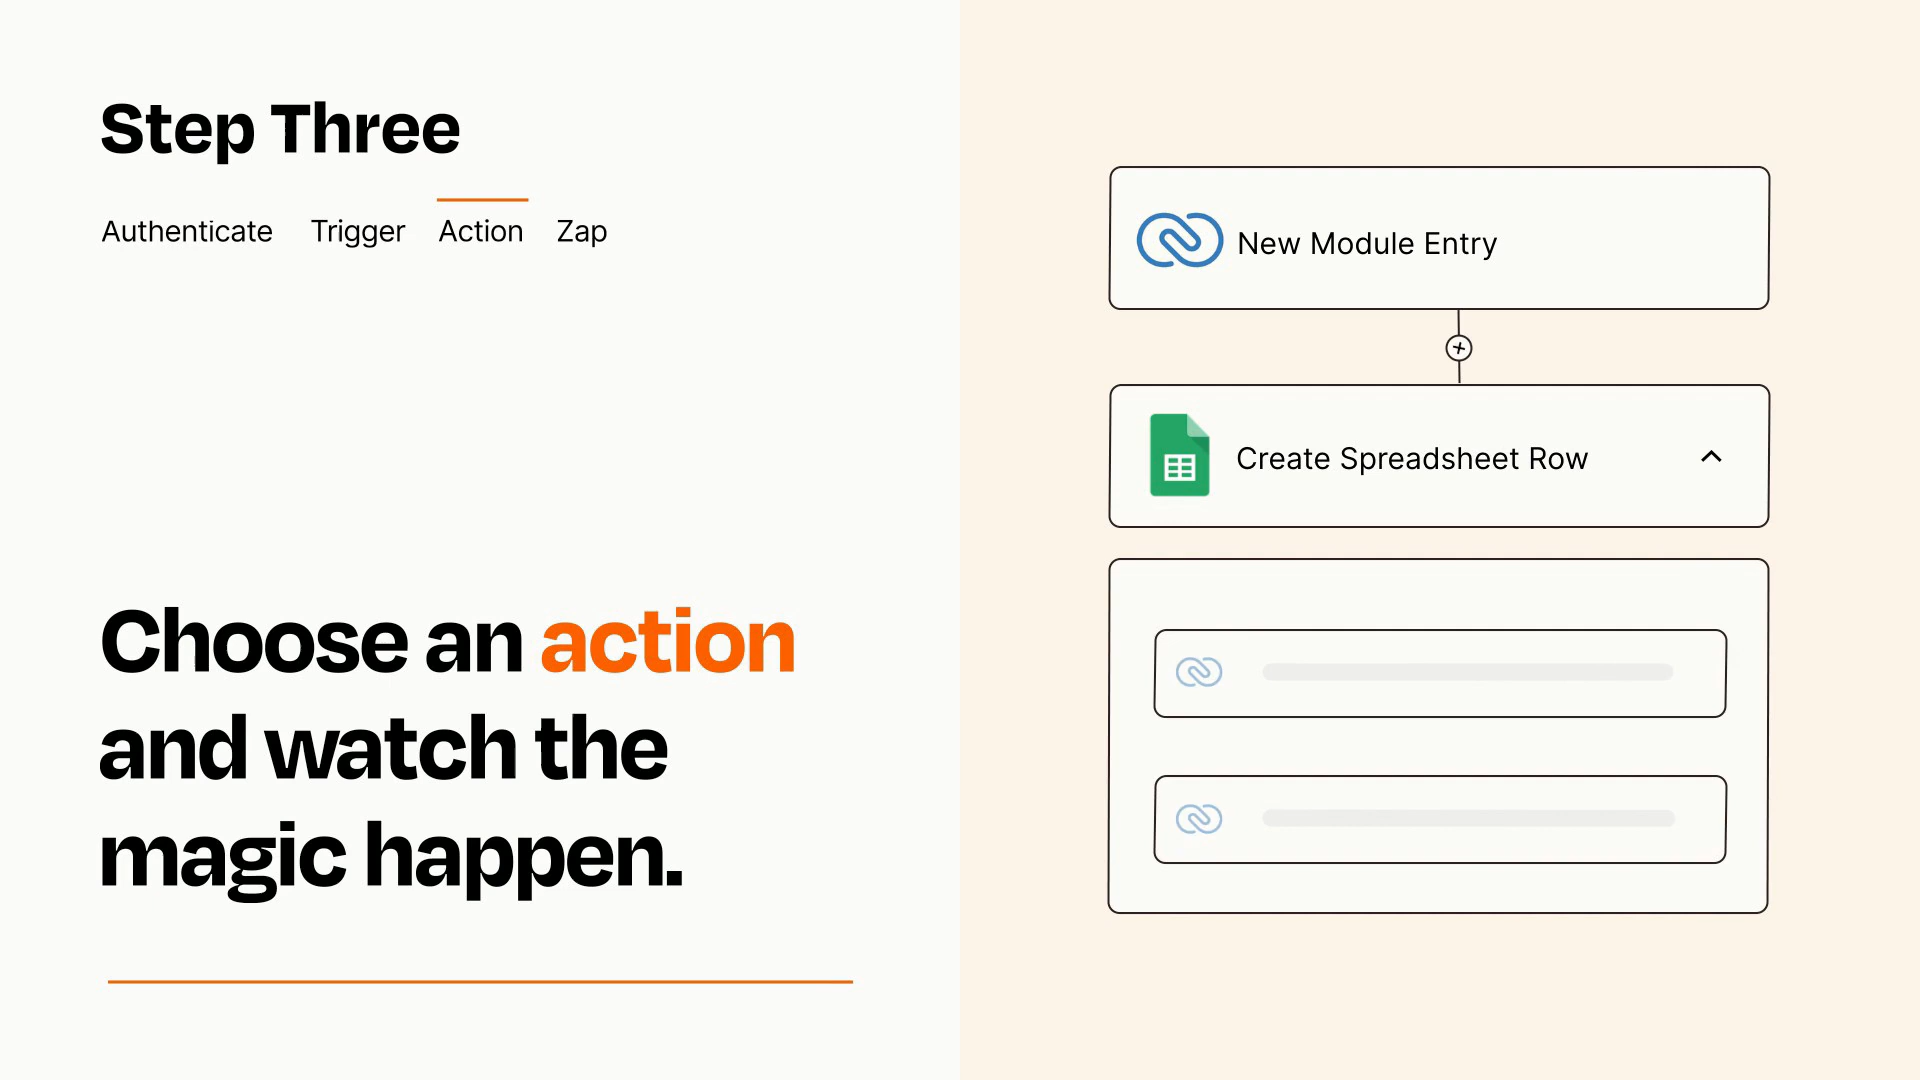 Step Three
Authenticate Trigger Action Zap
Choose an action
and watch the
magic happen.
New Module Entry
Create Spreadsheet Row